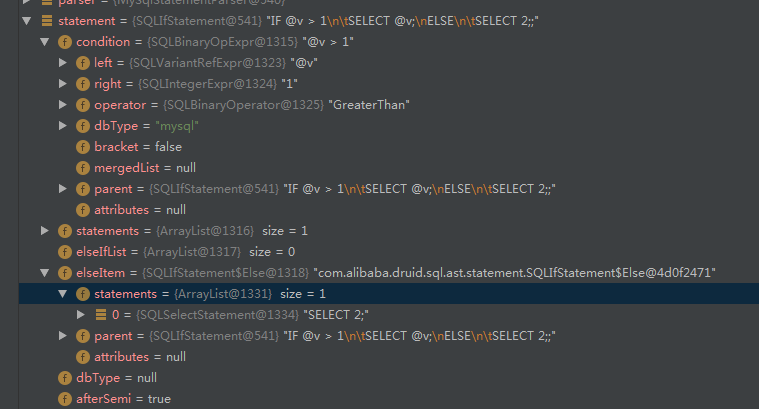 parser = {MySqlStatementParser@540}
statement = {SQLIfStatement@541} "IF @v > 1\n\tSELECT @v;\nELSE\n\tSELECT 2;;"
f condition = {SQLBinaryOpExpr@1315} "@v > 1"
f left = {SQLVariantRefExpr@1323} "@v"
f right = {SQLIntegerExpr@1324} "1"
f operator = {SQLBinaryOperator@1325} "GreaterThan"
f dbType = "mysql"
f bracket = false
f mergedList = null
f parent = {SQLIfStatement@541} "IF @v > 1\n\tSELECT @v;\nELSE\n\tSELECT 2;;"
f attributes = null
f statements = {ArrayList@1316} size = 1
f elseIfList = {ArrayList@1317} size = 0
f elseItem = {SQLIfStatement$Else@1318} "com.alibaba.druid.sql.ast.statement.SQLIfStatement$Else@4d0f2471"
f statements = {ArrayList@1331} size = 1
0 = {SQLSelectStatement@1334} "SELECT 2;"
f parent = {SQLIfStatement@541} "IF @v > 1\n\tSELECT @v;\nELSE\n\tSELECT 2;;"
f attributes = null
f dbType = null
f afterSemi = true